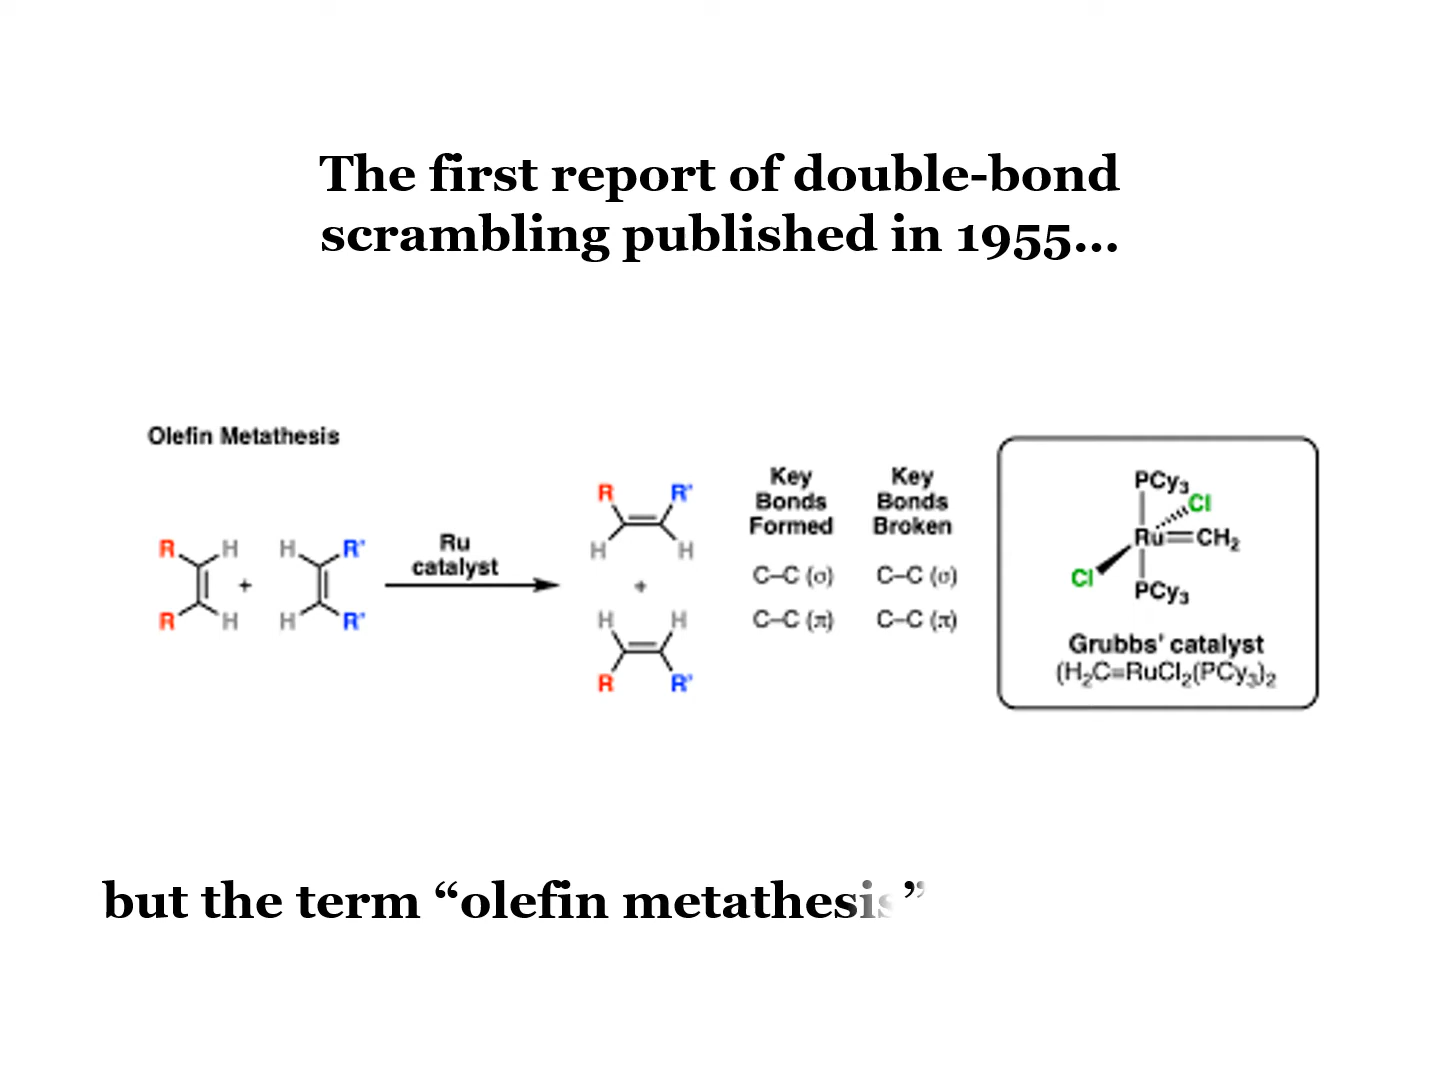 The first report of double-bond
scrambling published in 1955...
Olefin Metathesis
R H H R'
+
R H H R'
Ru
catalyst
R R'
H H
+
H H
R R'
Key
Bonds
Formed
C–C (σ)
C–C (π)
Key
Bonds
Broken
C–C (σ)
C–C (π)
PCy3
Cl
Ru=CH2
Cl
PCy3
Grubbs' catalyst
(H2C=RuCl2(PCy3)2
but the term “olefin metathesis”